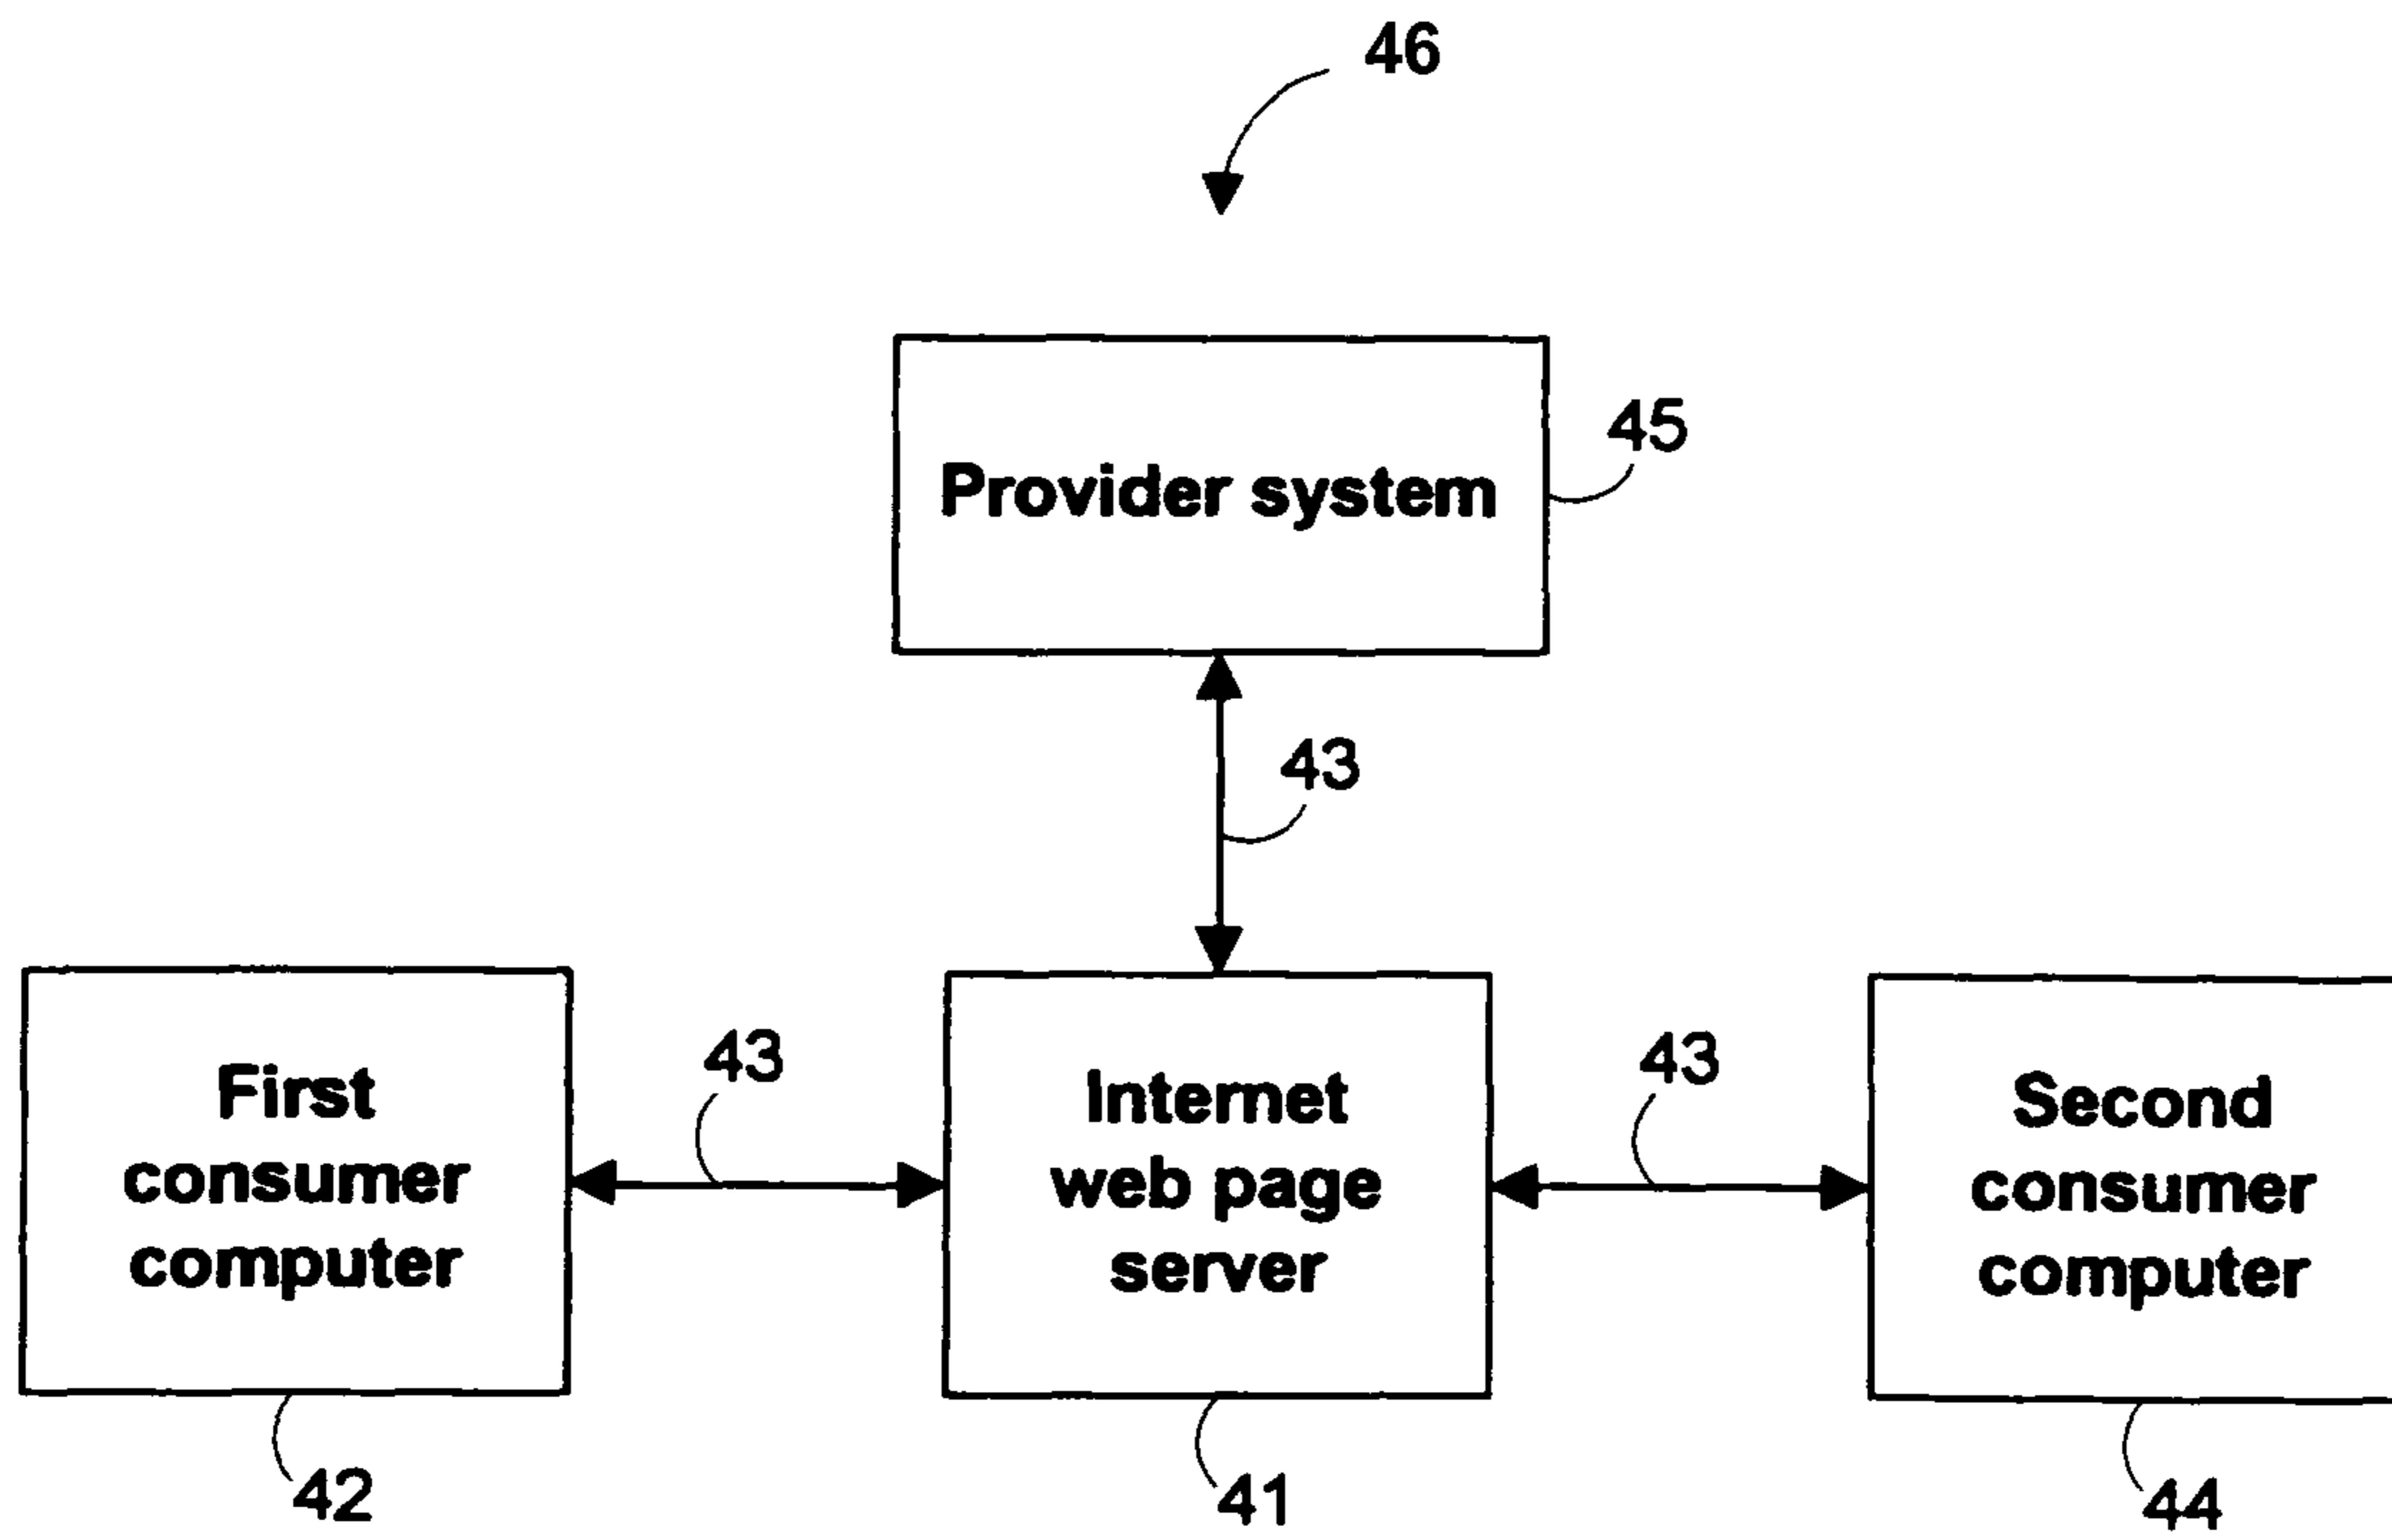 46
Provider system
45
43
First
consumer
computer
43
Internet
web page
server
43
Second
consumer
computer
42
41
44